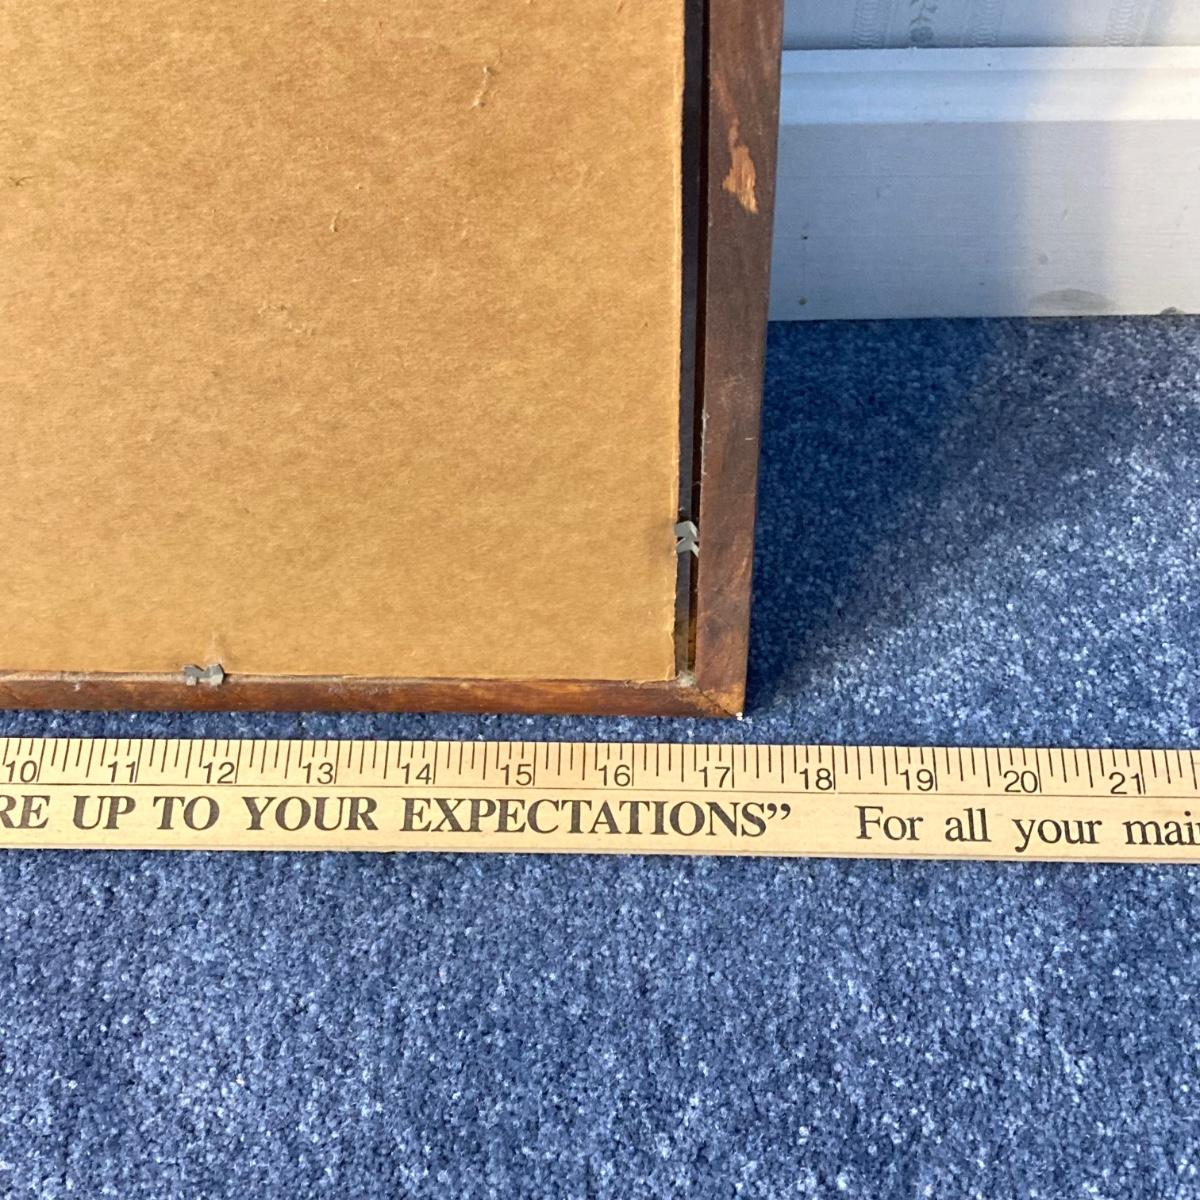 10 11 12 13 14 15 16 17 18 19 20 21
RE UP TO YOUR EXPECTATIONS” For all your mai